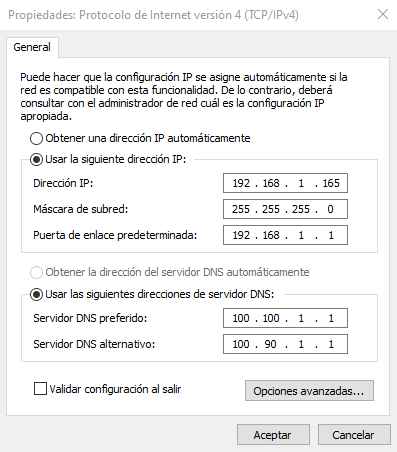 Propiedades: Protocolo de Internet versión 4 (TCP/IPv4)
General
Puede hacer que la configuración IP se asigne automáticamente si la
red es compatible con esta funcionalidad. De lo contrario, deberá
consultar con el administrador de red cuál es la configuración IP
apropiada.
Obtener una dirección IP automáticamente
Usar la siguiente dirección IP:
Dirección IP: 192 . 168 . 1 . 165
Máscara de subred: 255 . 255 . 255 . 0
Puerta de enlace predeterminada: 192 . 168 . 1 . 1
Obtener la dirección del servidor DNS automáticamente
Usar las siguientes direcciones de servidor DNS:
Servidor DNS preferido: 100 . 100 . 1 . 1
Servidor DNS alternativo: 100 . 90 . 1 . 1
Validar configuración al salir Opciones avanzadas...
Aceptar Cancelar